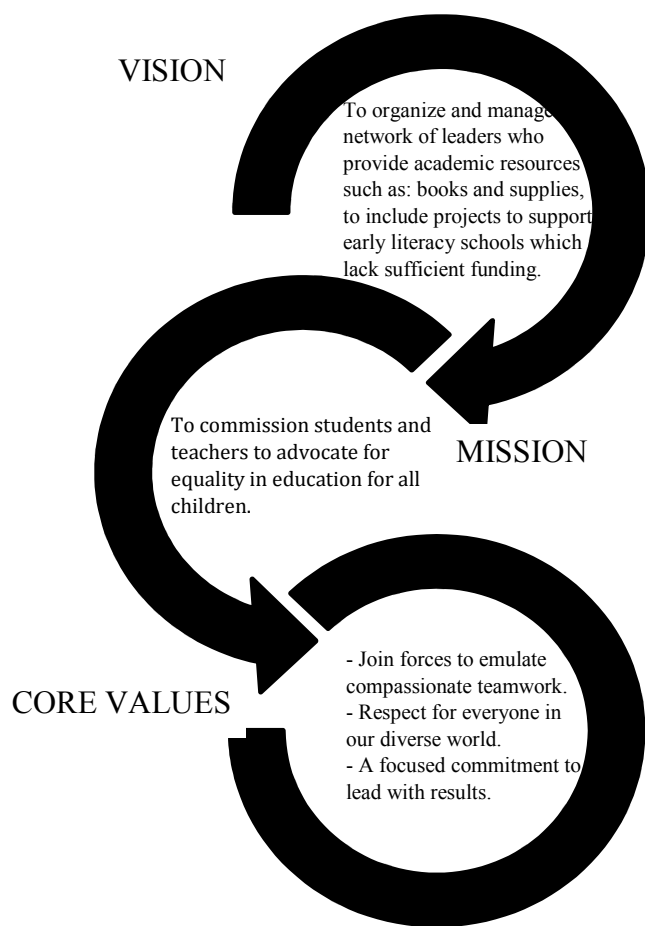 VISION
To organize and manage
network of leaders who
provide academic resources
such as: books and supplies,
to include projects to support
early literacy schools which
lack sufficient funding.
To commission students and
teachers to advocate for
equality in education for all
children.
MISSION
CORE VALUES
- Join forces to emulate
compassionate teamwork.
- Respect for everyone in
our diverse world.
- A focused commitment to
lead with results.